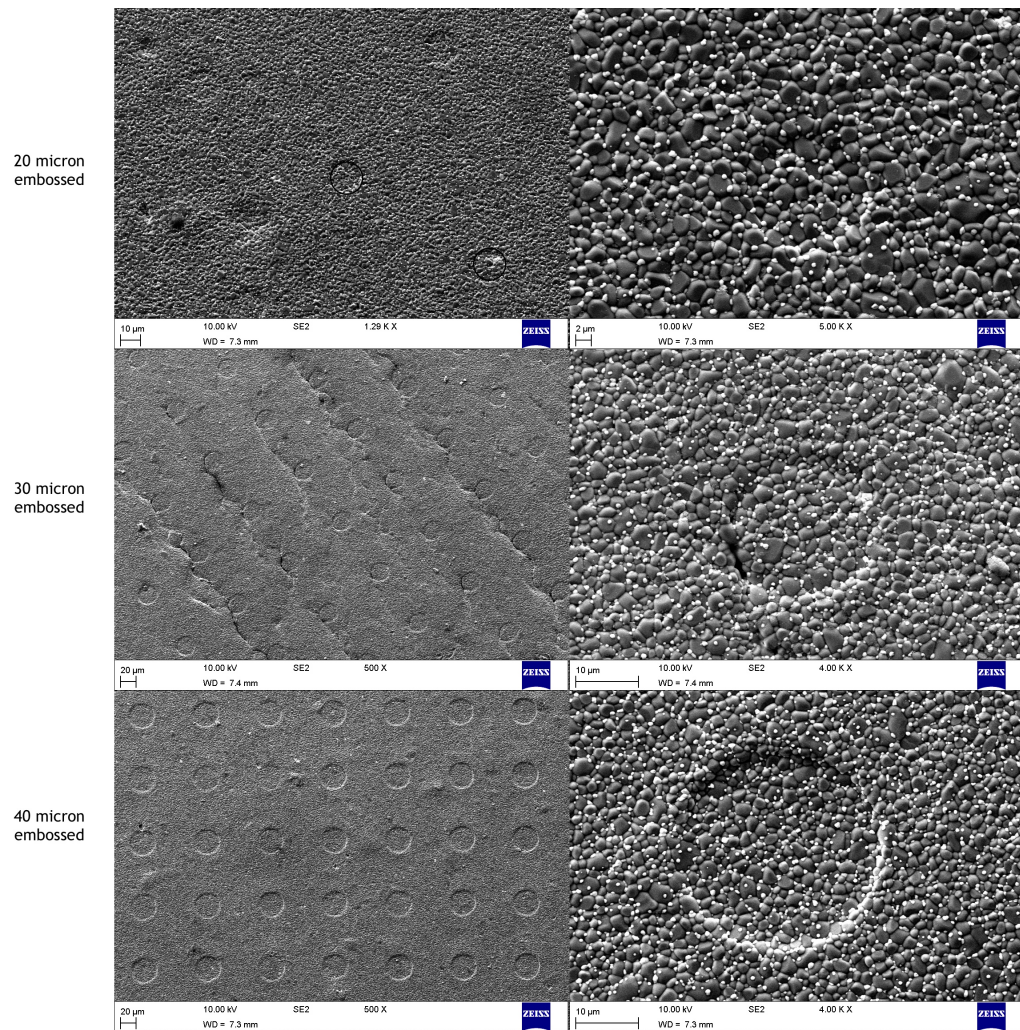 20 micron
embossed
10 µm
10.00 kV
SE2
1.29 K X
WD = 7.3 mm
ZEISS
2 µm
10.00 kV
SE2
5.00 K X
WD = 7.3 mm
ZEISS
30 micron
embossed
20 µm
10.00 kV
SE2
500 X
WD = 7.4 mm
ZEISS
10 µm
10.00 kV
SE2
4.00 K X
WD = 7.4 mm
ZEISS
40 micron
embossed
20 µm
10.00 kV
SE2
500 X
WD = 7.3 mm
ZEISS
10 µm
10.00 kV
SE2
4.00 K X
WD = 7.3 mm
ZEISS